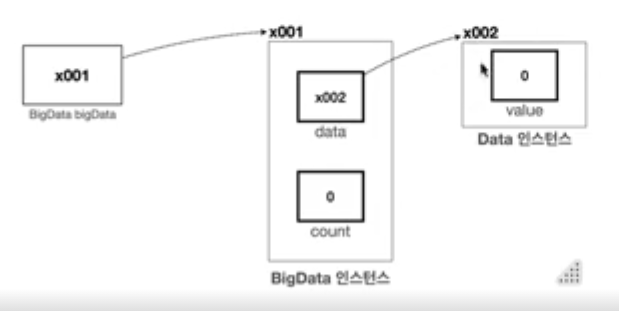 x001
BigData bigData
x001
x002
data
0
count
BigData 인스턴스
x002
0
value
Data 인스턴스